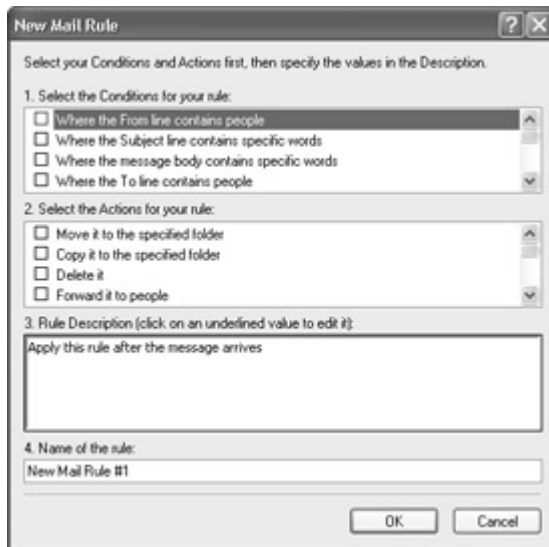 New Mail Rule
Select your Conditions and Actions first, then specify the values in the Description.
1. Select the Conditions for your rule:
Where the From line contains people
Where the Subject line contains specific words
Where the message body contains specific words
Where the To line contains people
2. Select the Actions for your rule:
Move it to the specified folder
Copy it to the specified folder
Delete it
Forward it to people
3. Rule Description (click on an underlined value to edit it):
Apply this rule after the message arrives
4. Name of the rule:
New Mail Rule #1
OK Cancel